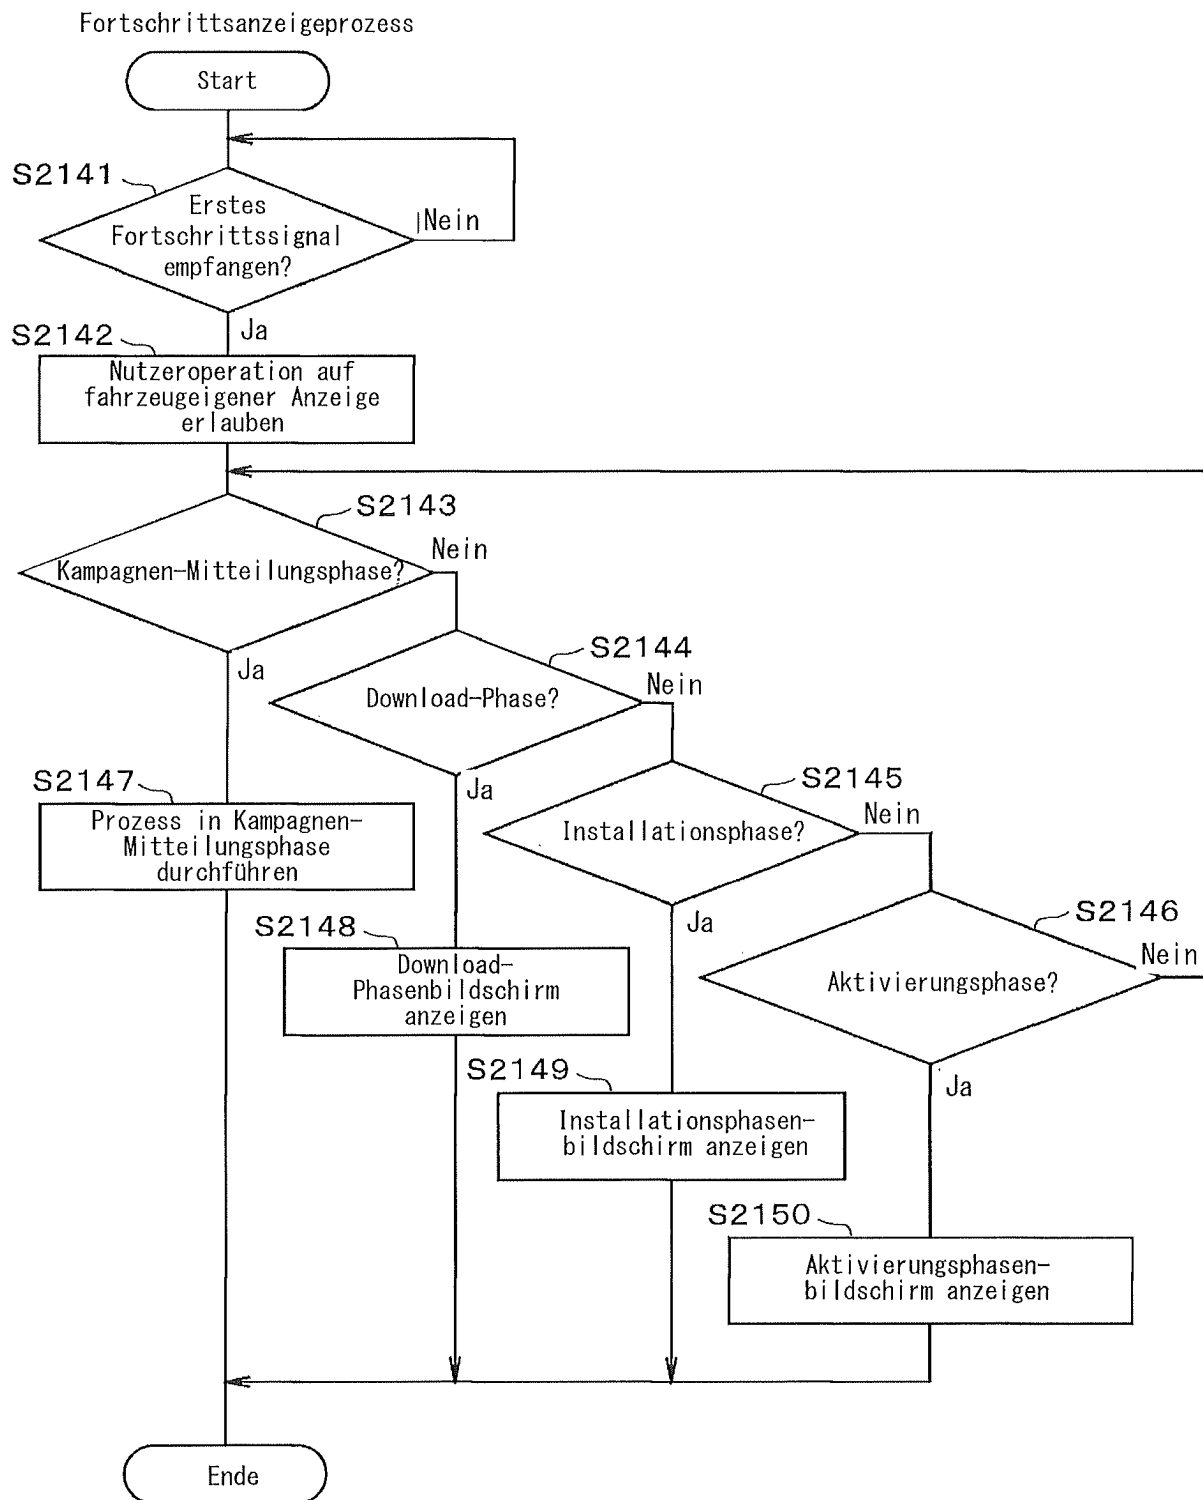 Fortschrittsanzeigeprozess
Start
S2141
Erstes
Fortschrittssignal
empfangen?
Nein
Ja
S2142
Nutzeroperation auf
fahrzeugeigener Anzeige
erlauben
S2143
Kampagnen-Mitteilungsphase?
Nein
Ja
S2144
Download-Phase?
Nein
Ja
S2145
Installationsphase?
Nein
Ja
S2146
Aktivierungsphase?
Nein
Ja
S2147
Prozess in Kampagnen-
Mitteilungsphase
durchführen
S2148
Download-
Phasenbildschirm
anzeigen
S2149
Installationsphasen-
bildschirm anzeigen
S2150
Aktivierungsphasen-
bildschirm anzeigen
Ende